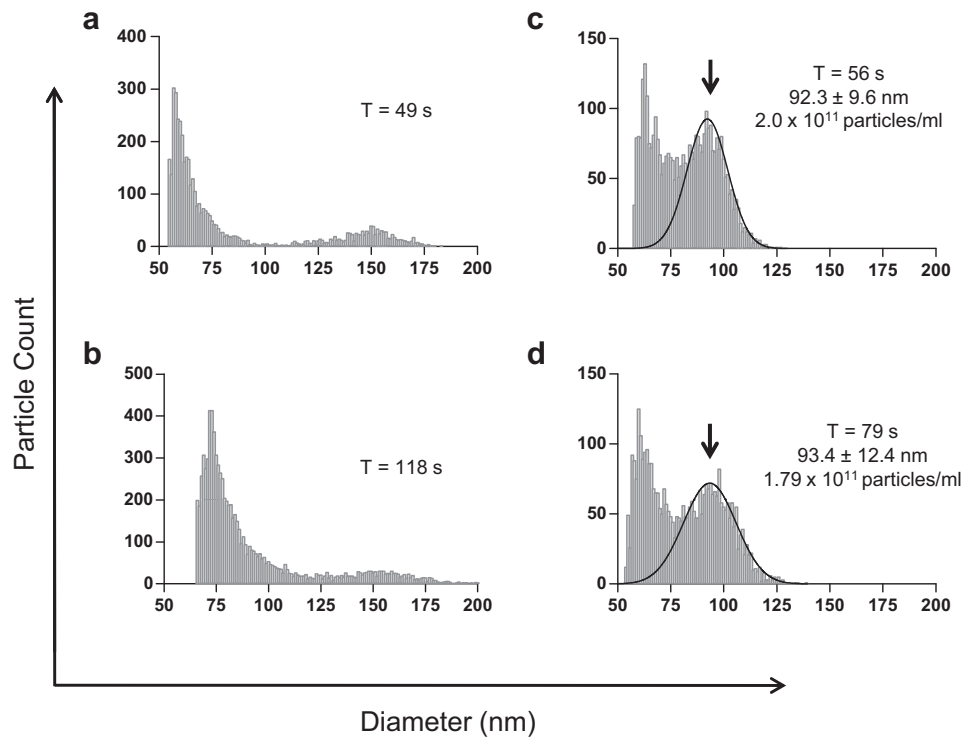 a
400
300
200
100
0
50 75 100 125 150 175 200
T = 49 s
c
150
100
50
0
50 75 100 125 150 175 200
T = 56 s
92.3 ± 9.6 nm
2.0 x 10¹¹ particles/ml
Particle Count
b
500
400
300
200
100
0
50 75 100 125 150 175 200
T = 118 s
d
150
100
50
0
50 75 100 125 150 175 200
T = 79 s
93.4 ± 12.4 nm
1.79 x 10¹¹ particles/ml
Diameter (nm)